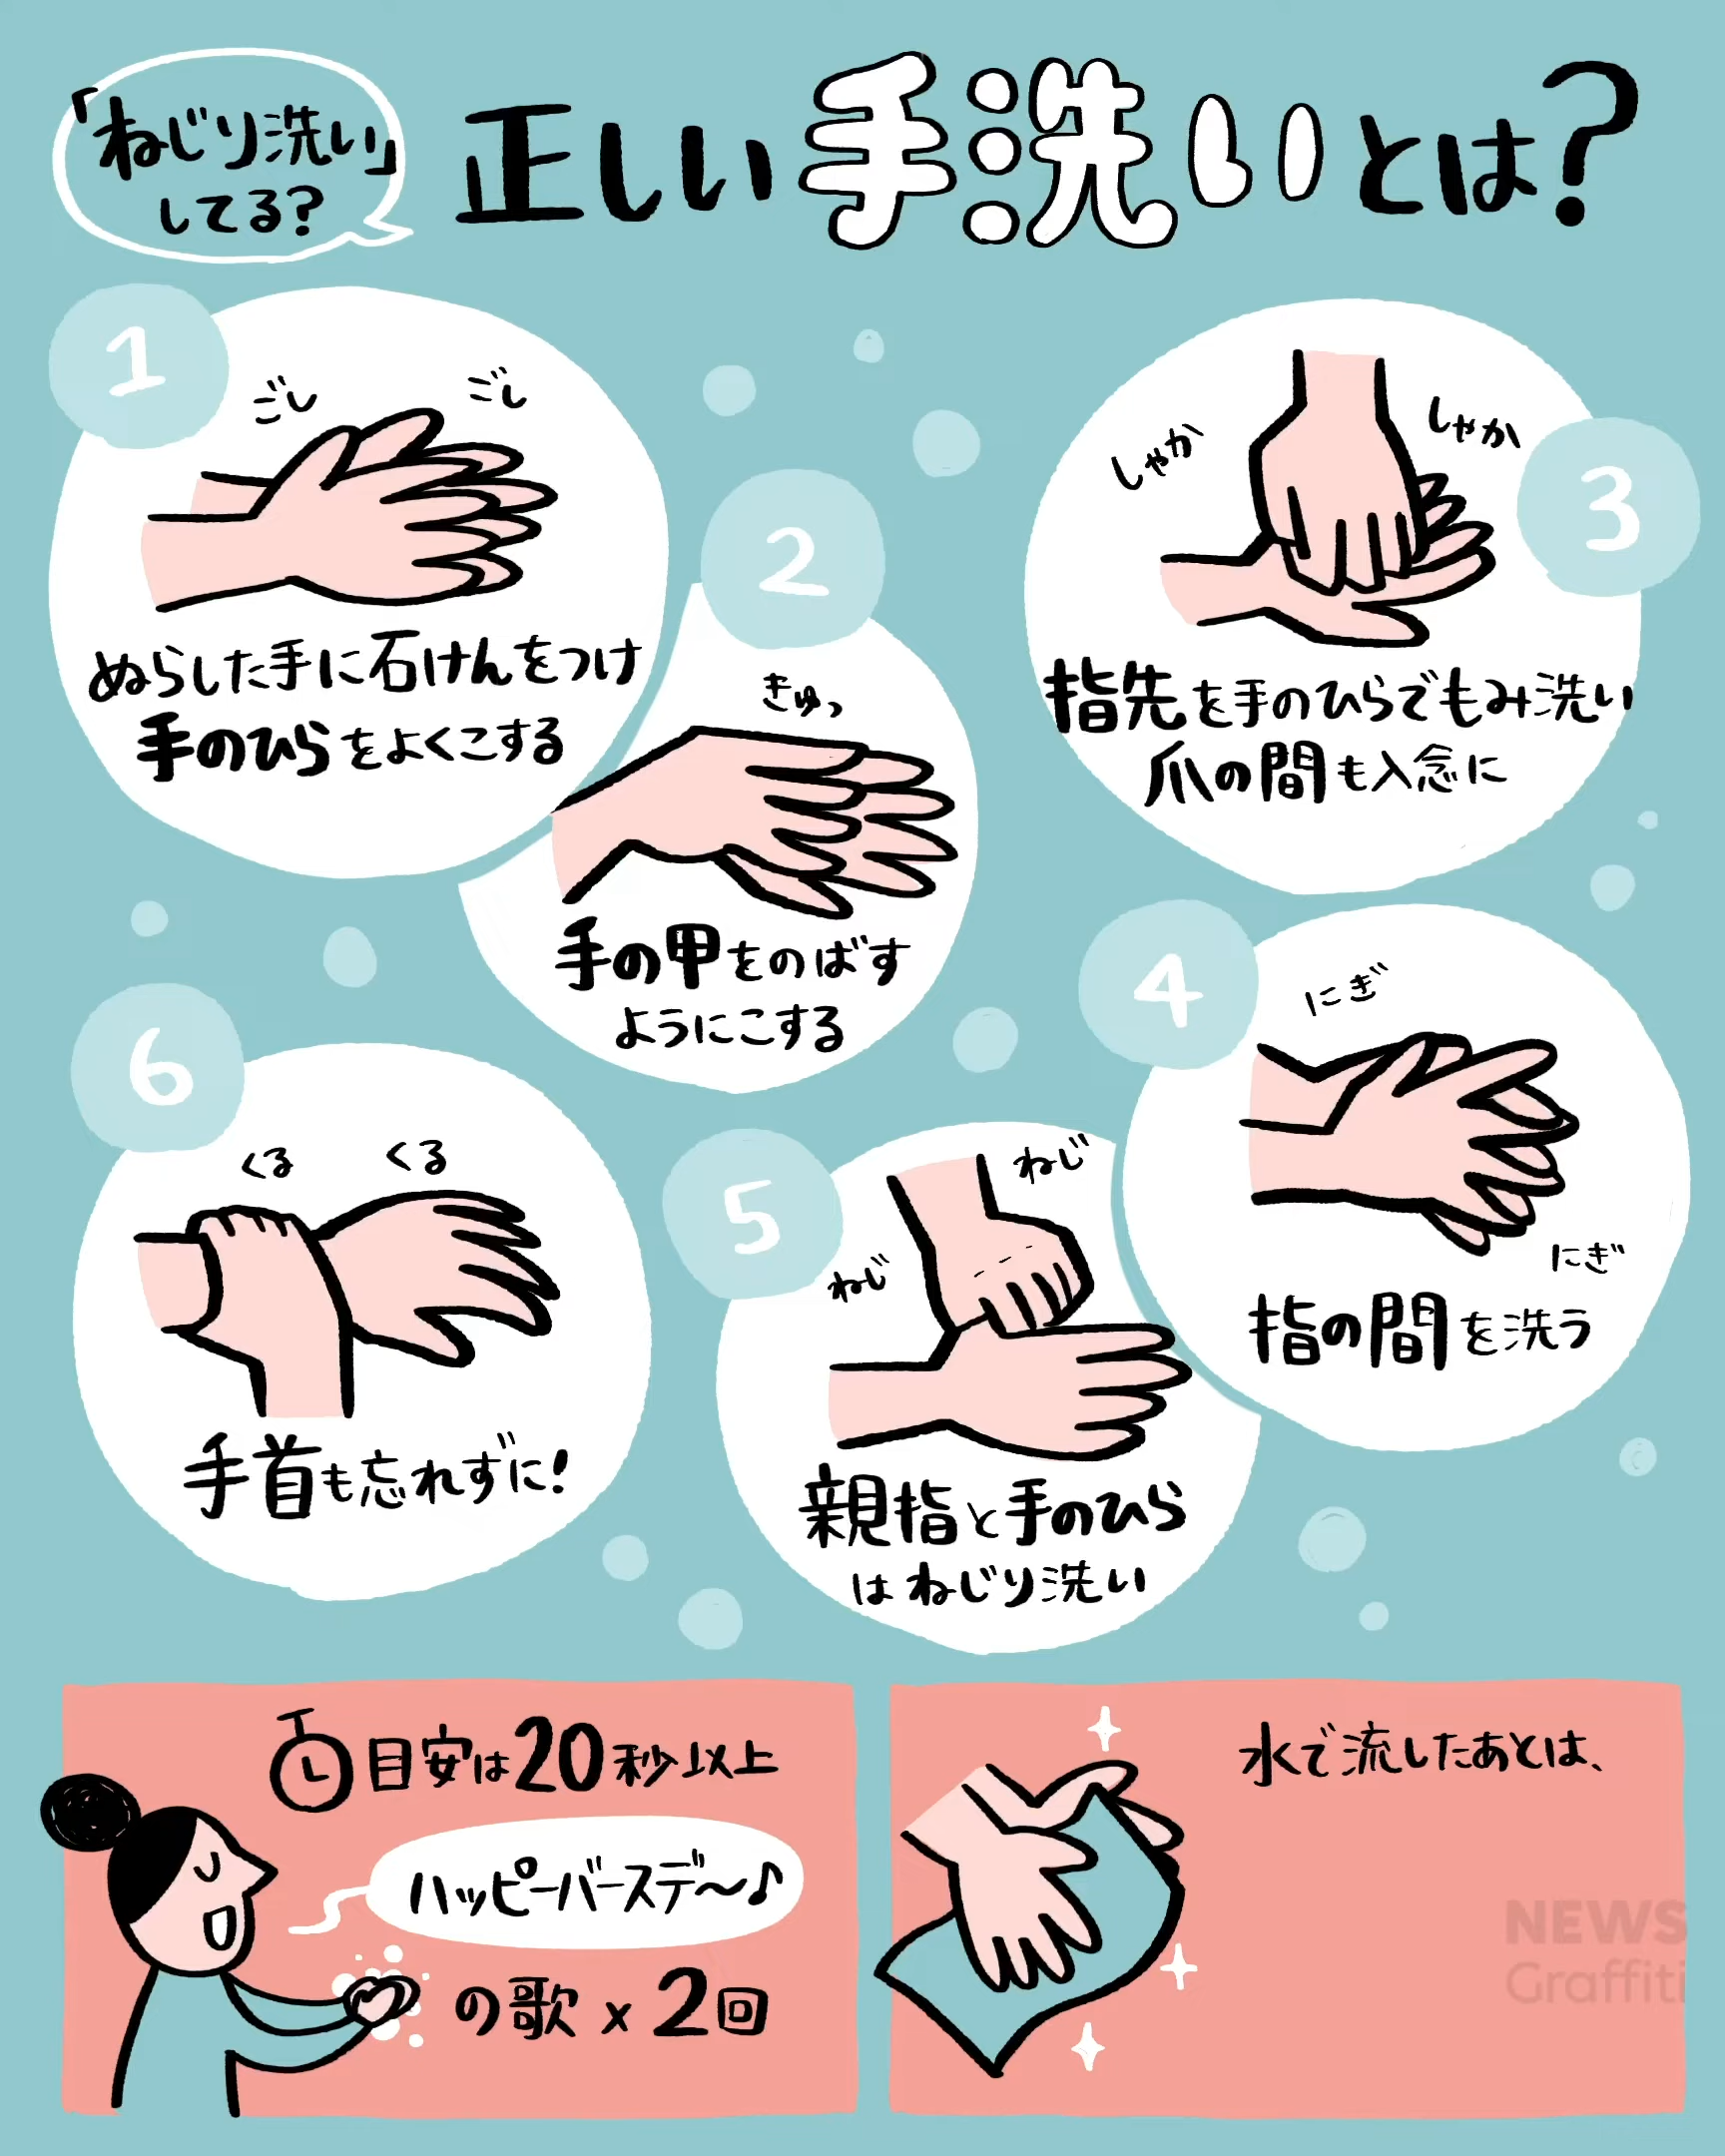 「ねじり洗い」
してる?
正しい手洗いとは?
1
ごし ごし
ぬらした手に石けんをつけ
手のひらをよくこする
2
きゅっ
手の甲をのばす
ようにこする
3
しゃか しゃか
指先を手のひらでもみ洗い
爪の間も入念に
4
にぎ
にぎ
指の間を洗う
5
ねじ
ねじ
親指と手のひら
はねじり洗い
6
くる くる
手首も忘れずに!
目安は20秒以上
ハッピーバースデ〜♪
の歌 x 2回
水で流したあとは、
NEWS
Graffiti